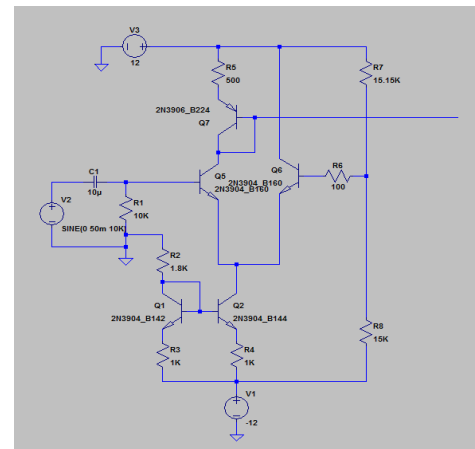 V3
12
R5
500
R7
15.15K
2N3906_B224
Q7
C1
10µ
Q5
Q6
2N3904_B160
2N3904_B160
R6
100
V2
R1
10K
SINE(0 50m 10K)
R2
1.8K
Q1
Q2
2N3904_B142
2N3904_B144
R3
1K
R4
1K
R8
15K
V1
-12